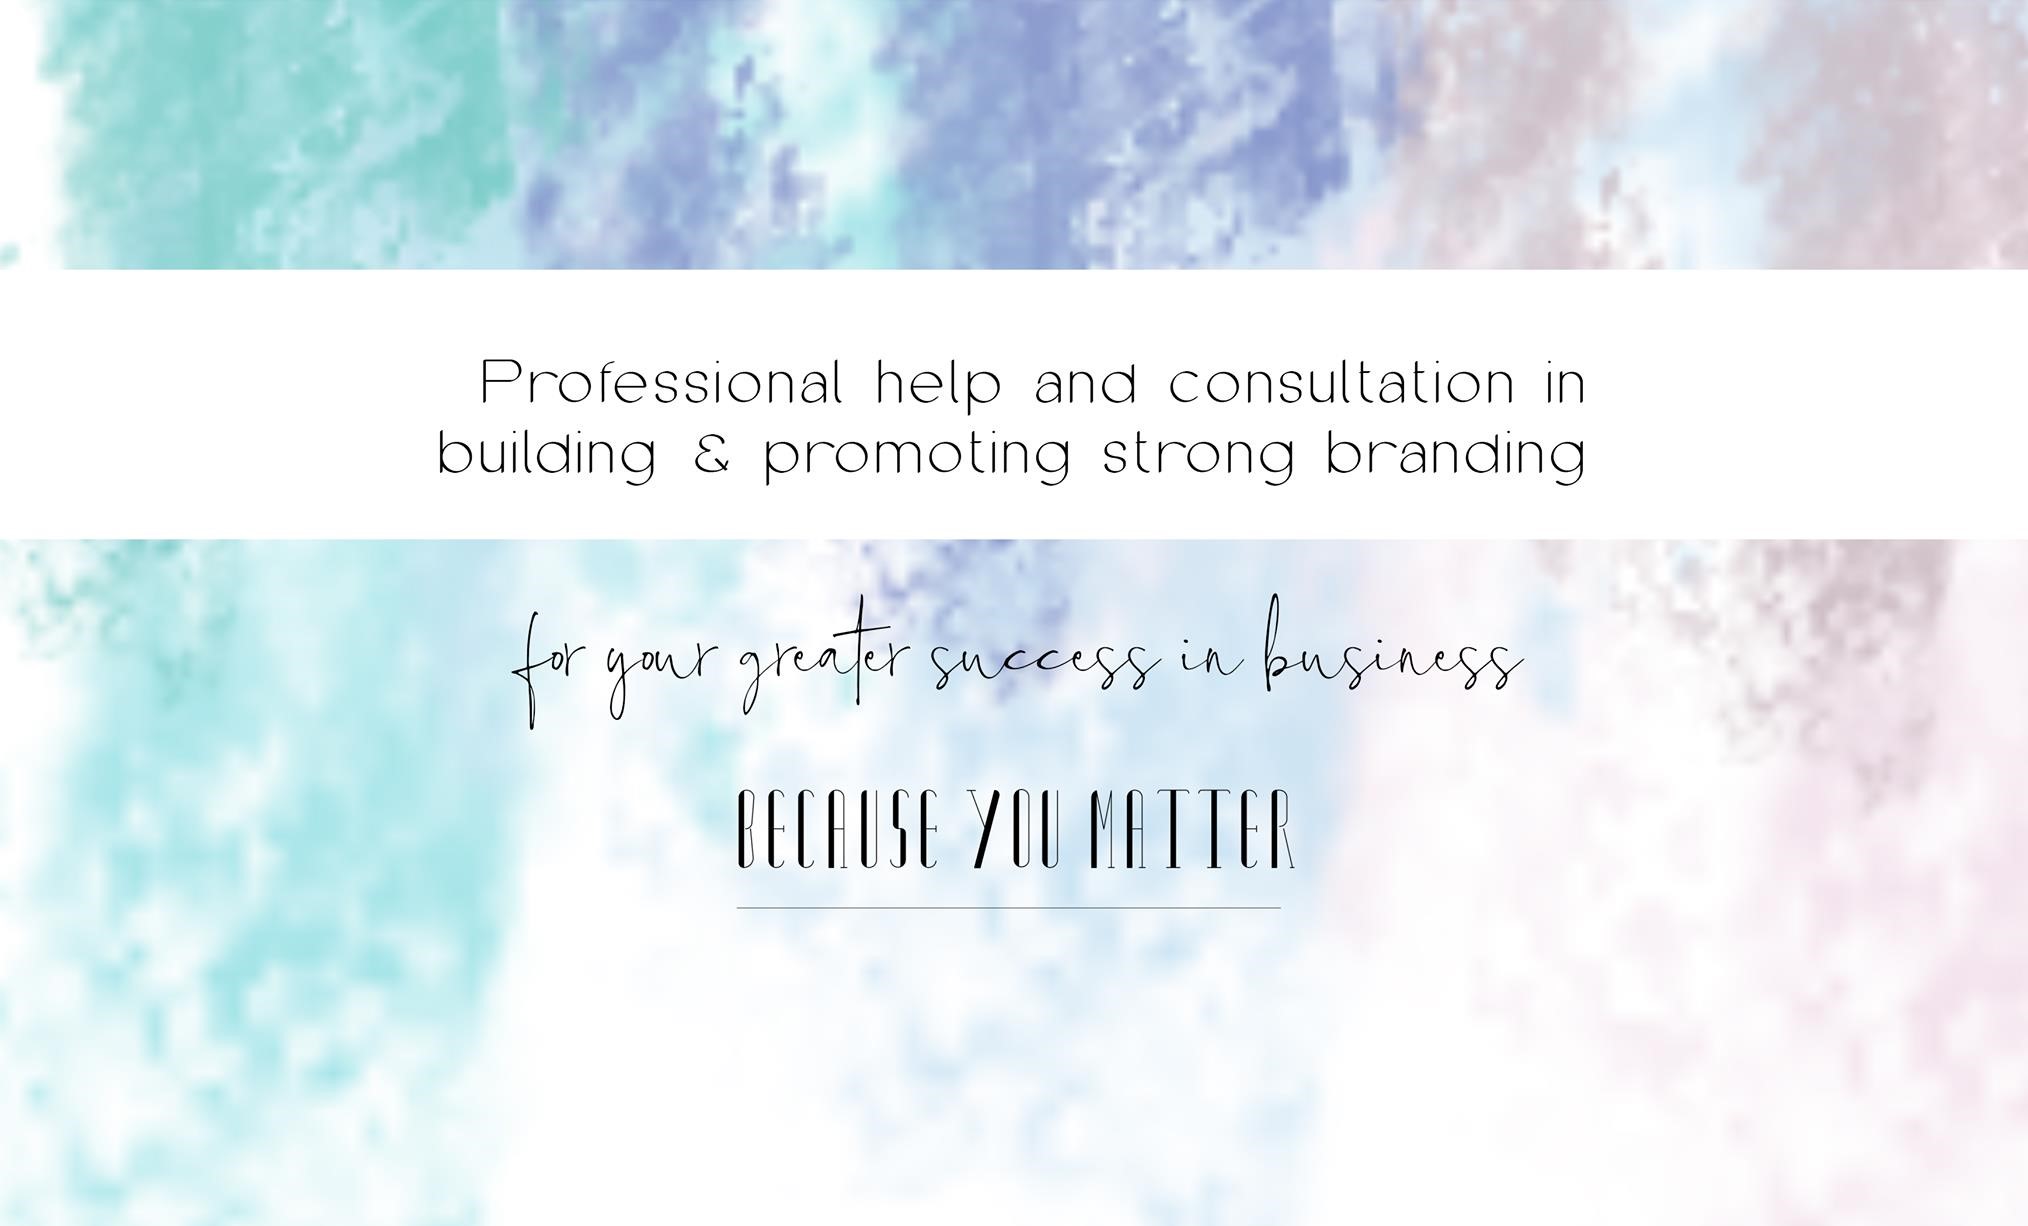 Professional help and consultation in
building & promoting strong branding
for your greater success in business
BECAUSE YOU MATTER